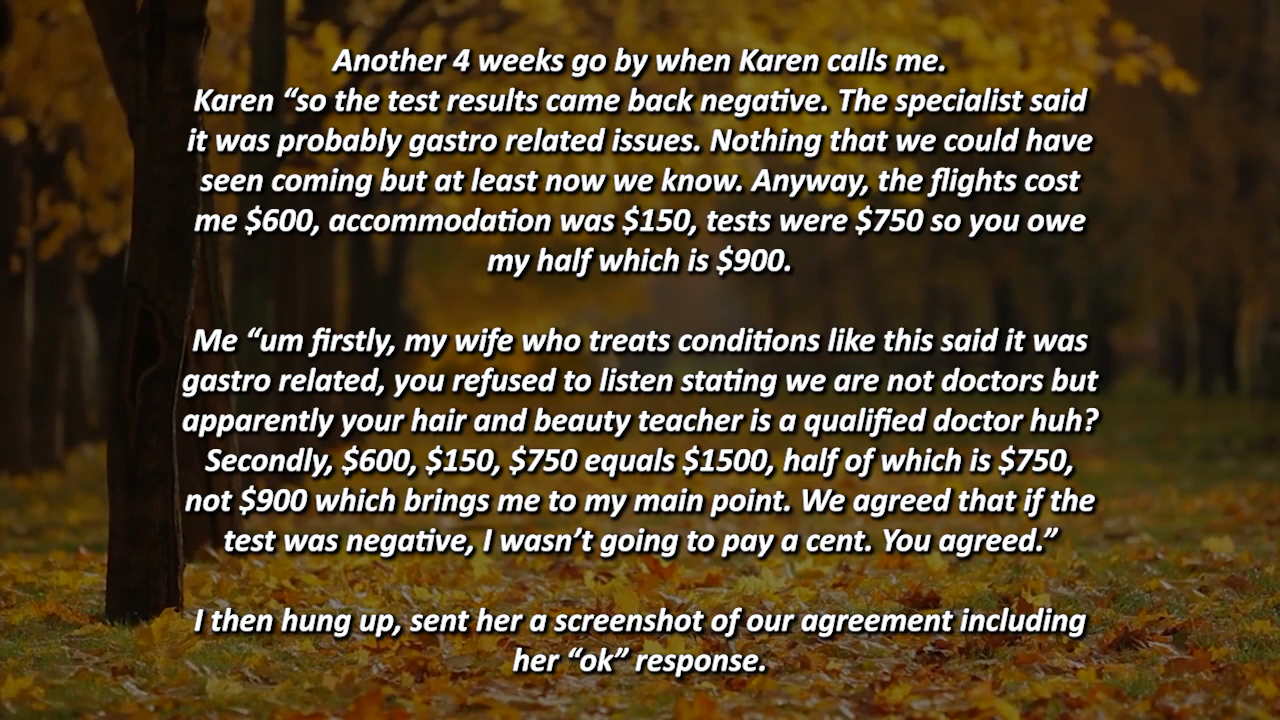 Another 4 weeks go by when Karen calls me.
Karen “so the test results came back negative. The specialist said
it was probably gastro related issues. Nothing that we could have
seen coming but at least now we know. Anyway, the flights cost
me $600, accommodation was $150, tests were $750 so you owe
my half which is $900.
Me “um firstly, my wife who treats conditions like this said it was
gastro related, you refused to listen stating we are not doctors but
apparently your hair and beauty teacher is a qualified doctor huh?
Secondly, $600, $150, $750 equals $1500, half of which is $750,
not $900 which brings me to my main point. We agreed that if the
test was negative, I wasn’t going to pay a cent. You agreed.”
I then hung up, sent her a screenshot of our agreement including
her “ok” response.